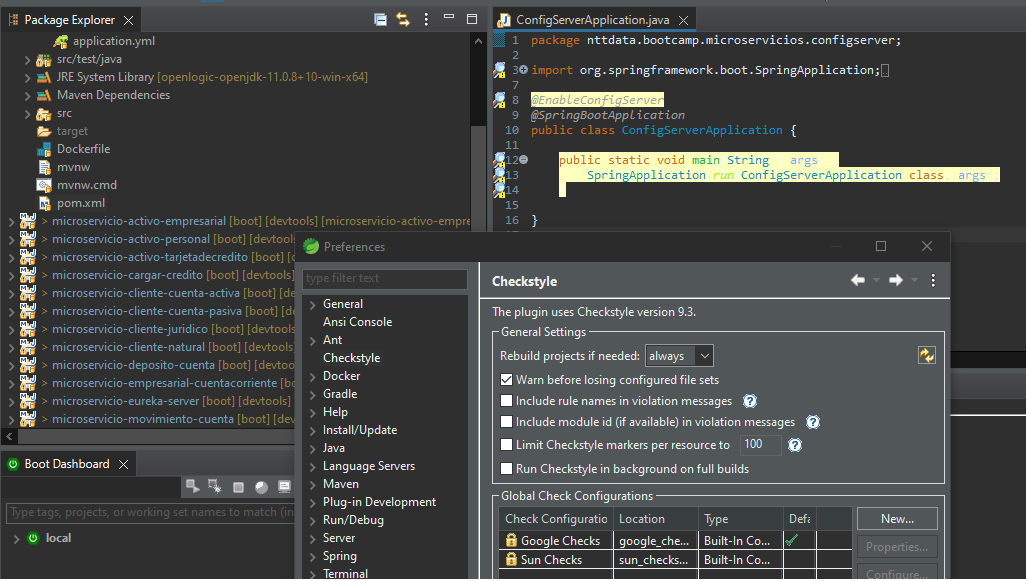 Package Explorer
application.yml
src/test/java
JRE System Library [openlogic-openjdk-11.0.8+10-win-x64]
Maven Dependencies
src
target
Dockerfile
mvnw
mvnw.cmd
pom.xml
> microservicio-activo-empresarial [boot] [devtools] [microservicio-activo-empre
> microservicio-activo-personal [boot] [devtools
> microservicio-activo-tarjetadecredito [boot] [
> microservicio-cargar-credito [boot] [devtools]
> microservicio-cliente-cuenta-activa [boot] [de
> microservicio-cliente-cuenta-pasiva [boot] [de
> microservicio-cliente-juridico [boot] [devtools
> microservicio-cliente-natural [boot] [devtools
> microservicio-deposito-cuenta [boot] [devtools
> microservicio-empresarial-cuentacorriente [bo
> microservicio-eureka-server [boot] [devtools]
> microservicio-movimiento-cuenta [boot] [dev
Boot Dashboard
Type tags, projects, or working set names to match (in
local
ConfigServerApplication.java
1 package nttdata.bootcamp.microservicios.configserver;
2
3 import org.springframework.boot.SpringApplication;
8 @EnableConfigServer
9 @SpringBootApplication
10 public class ConfigServerApplication {
11
12 public static void main String args
13 SpringApplication run ConfigServerApplication class, args ;
14
15
16 }
Preferences
type filter text
General
Ansi Console
Ant
Checkstyle
Docker
Gradle
Help
Install/Update
Java
Language Servers
Maven
Plug-in Development
Run/Debug
Server
Spring
Terminal
Checkstyle
The plugin uses Checkstyle version 9.3.
General Settings
Rebuild projects if needed: always
Warn before losing configured file sets
Include rule names in violation messages
Include module id (if available) in violation messages
Limit Checkstyle markers per resource to 100
Run Checkstyle in background on full builds
Global Check Configurations
Check Configuratio Location Type Defa
Google Checks google_che... Built-In Co...
Sun Checks sun_checks... Built-In Co...
New...
Properties...
Configure...